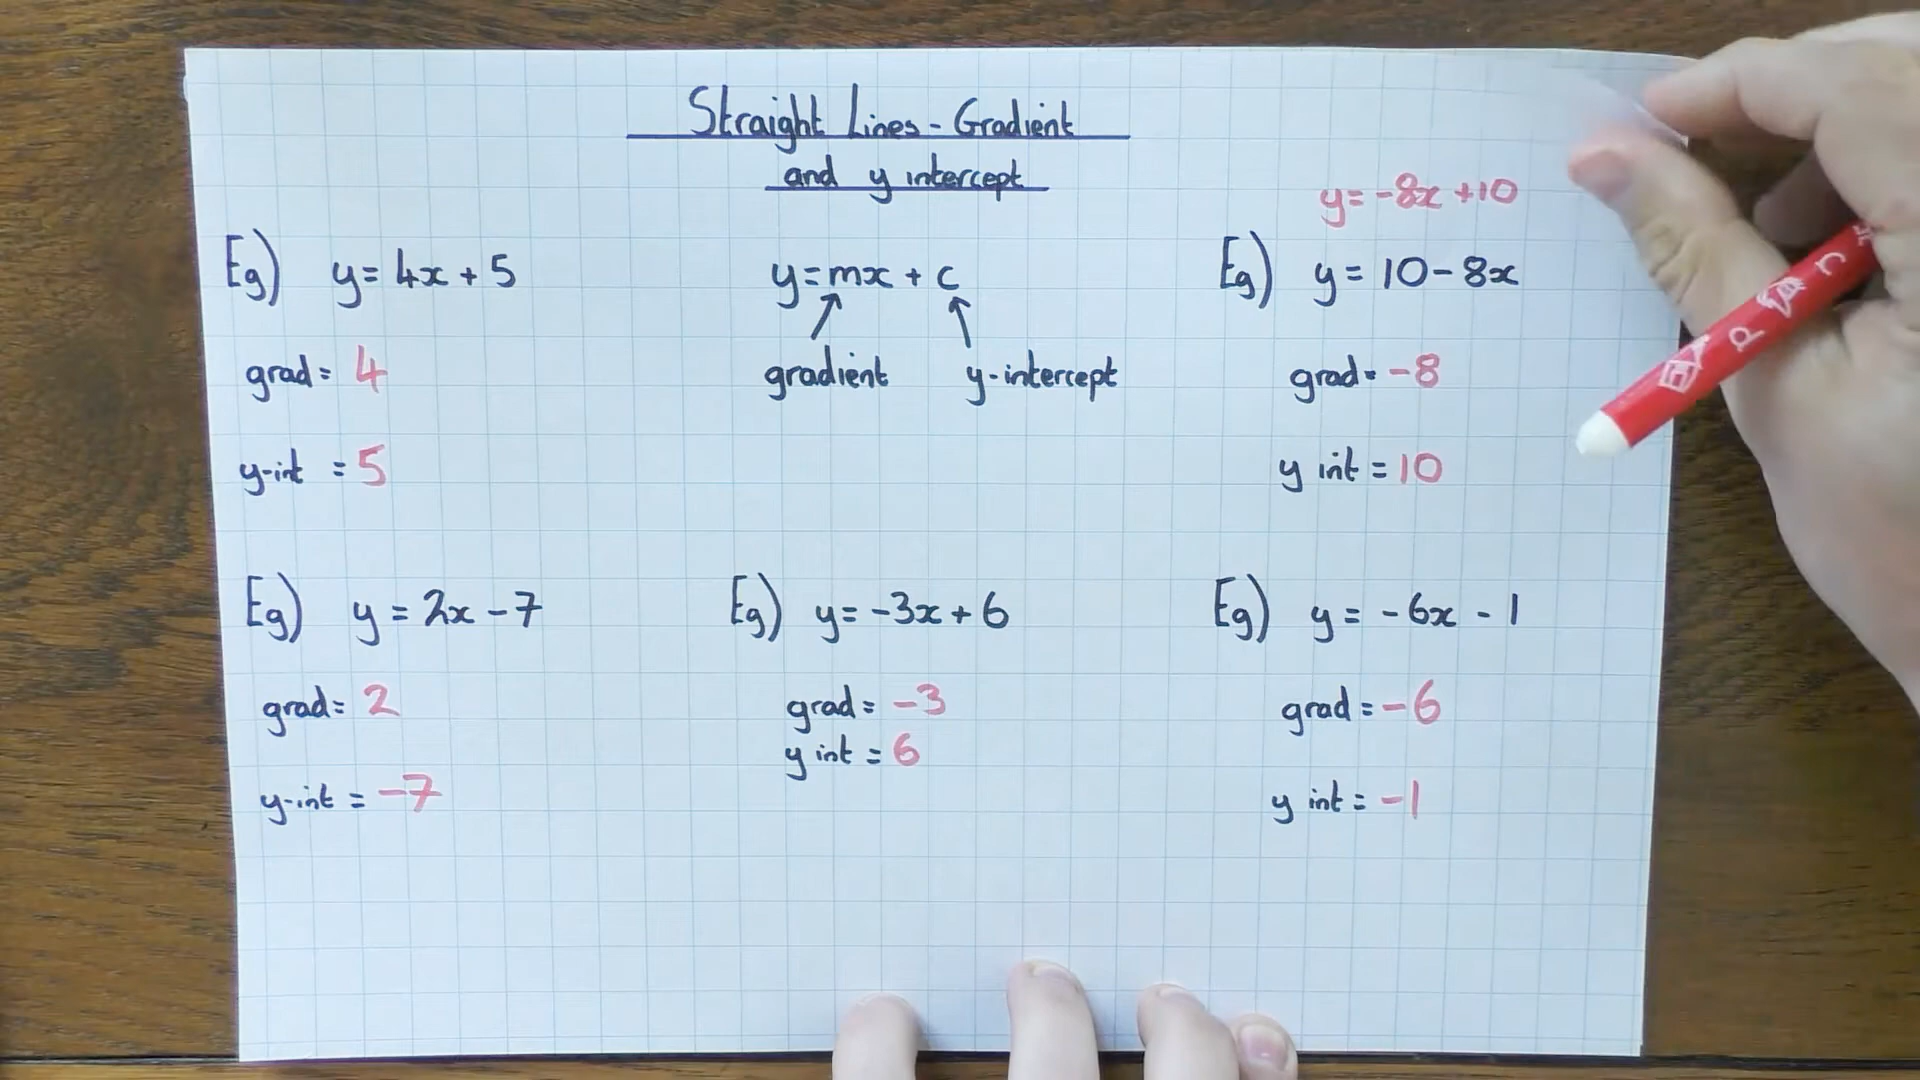 Straight Lines - Gradient
and y intercept
Eg) y = 4x + 5
grad = 4
y-int = 5
y = mx + c
gradient y-intercept
y = -8x + 10
Eg) y = 10 - 8x
grad = -8
y int = 10
Eg) y = 2x - 7
grad = 2
y-int = -7
Eg) y = -3x + 6
grad = -3
y int = 6
Eg) y = -6x - 1
grad = -6
y int = -1